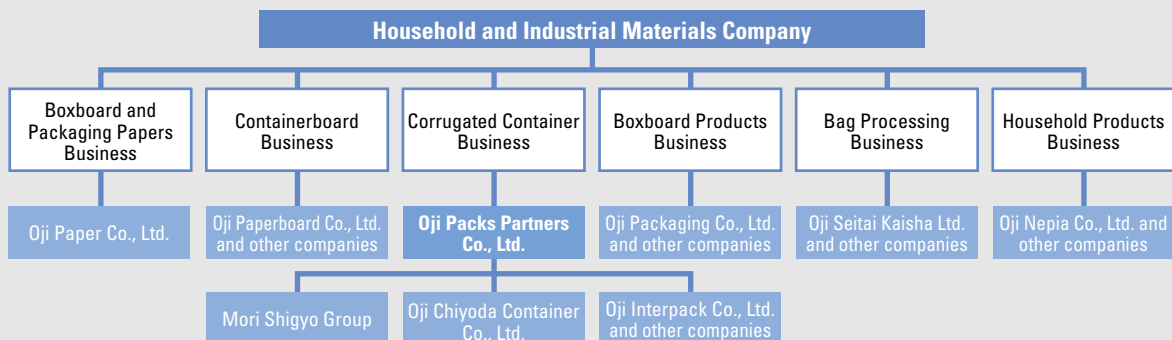 Household and Industrial Materials Company
Boxboard and
Packaging Papers
Business
Containerboard
Business
Corrugated Container
Business
Boxboard Products
Business
Bag Processing
Business
Household Products
Business
Oji Paper Co., Ltd.
Oji Paperboard Co., Ltd.
and other companies
Oji Packs Partners
Co., Ltd.
Oji Packaging Co., Ltd.
and other companies
Oji Seitai Kaisha Ltd.
and other companies
Oji Nepia Co., Ltd. and
other companies
Mori Shigyo Group
Oji Chiyoda Container
Co., Ltd.
Oji Interpack Co., Ltd.
and other companies